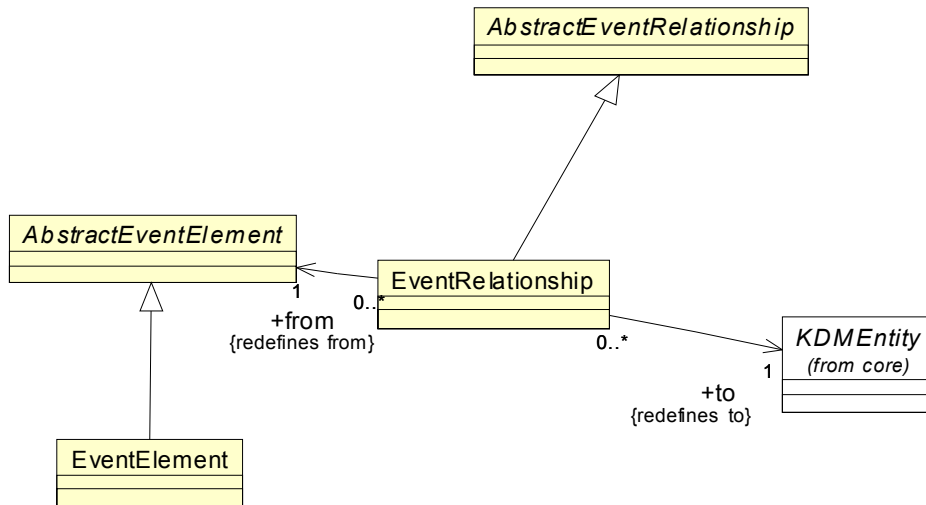 AbstractEventRelationship
AbstractEventElement
EventRelationship
1
0..*
+from
{redefines from}
0..*
KDMEntity
(from core)
1
+to
{redefines to}
EventElement